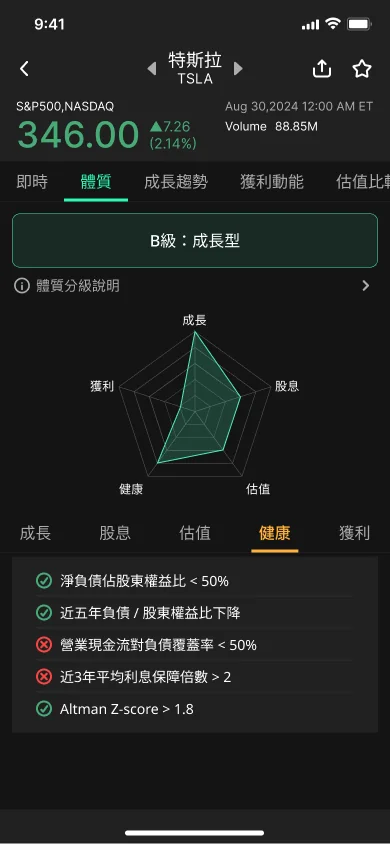 9:41
特斯拉
TSLA
S&P500,NASDAQ
Aug 30,2024 12:00 AM ET
346.00
▲7.26
(2.14%)
Volume 88.85M
即時 體質 成長趨勢 獲利動能 估值比
B級：成長型
體質分級說明
成長
獲利
股息
健康
估值
成長 股息 估值 健康 獲利
淨負債佔股東權益比 < 50%
近五年負債 / 股東權益比下降
營業現金流對負債覆蓋率 < 50%
近3年平均利息保障倍數 > 2
Altman Z-score > 1.8